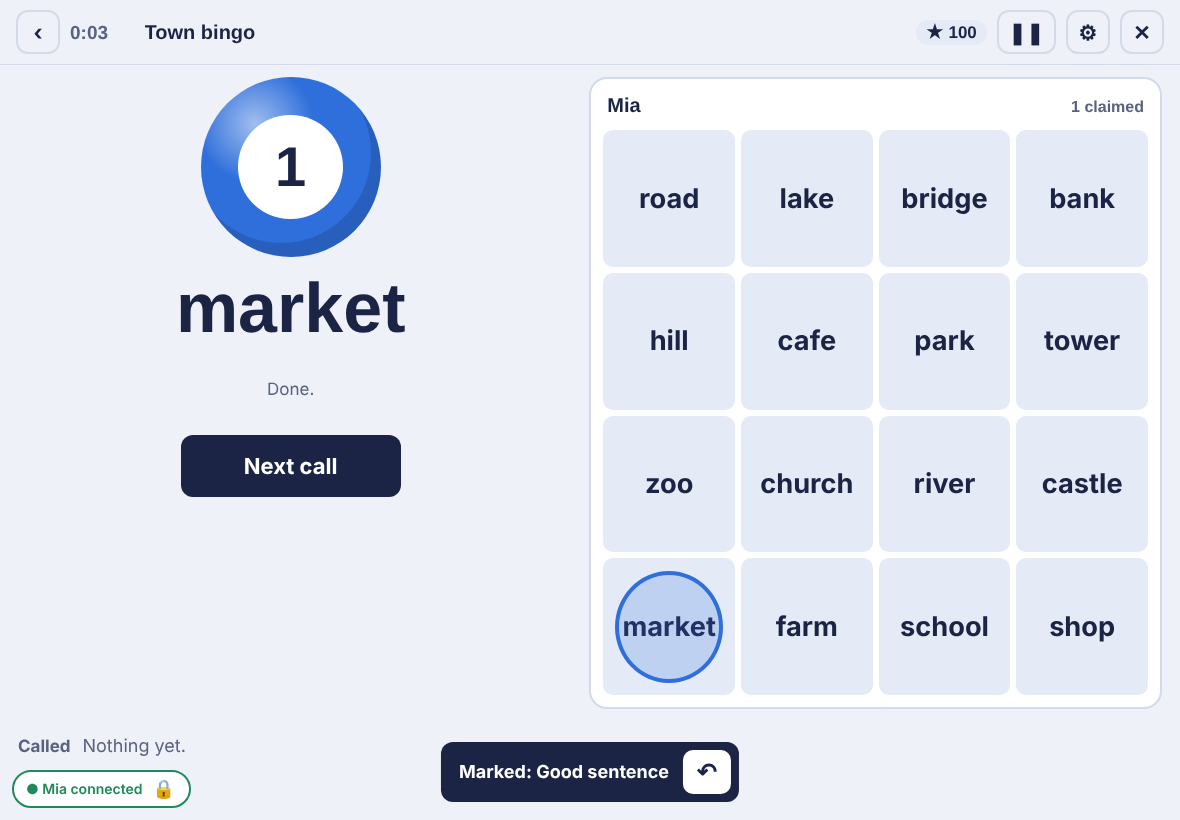 0:03 Town bingo
★ 100
1
market
Done.
Next call
Mia 1 claimed
road lake bridge bank
hill cafe park tower
zoo church river castle
market farm school shop
Called Nothing yet.
Mia connected
Marked: Good sentence